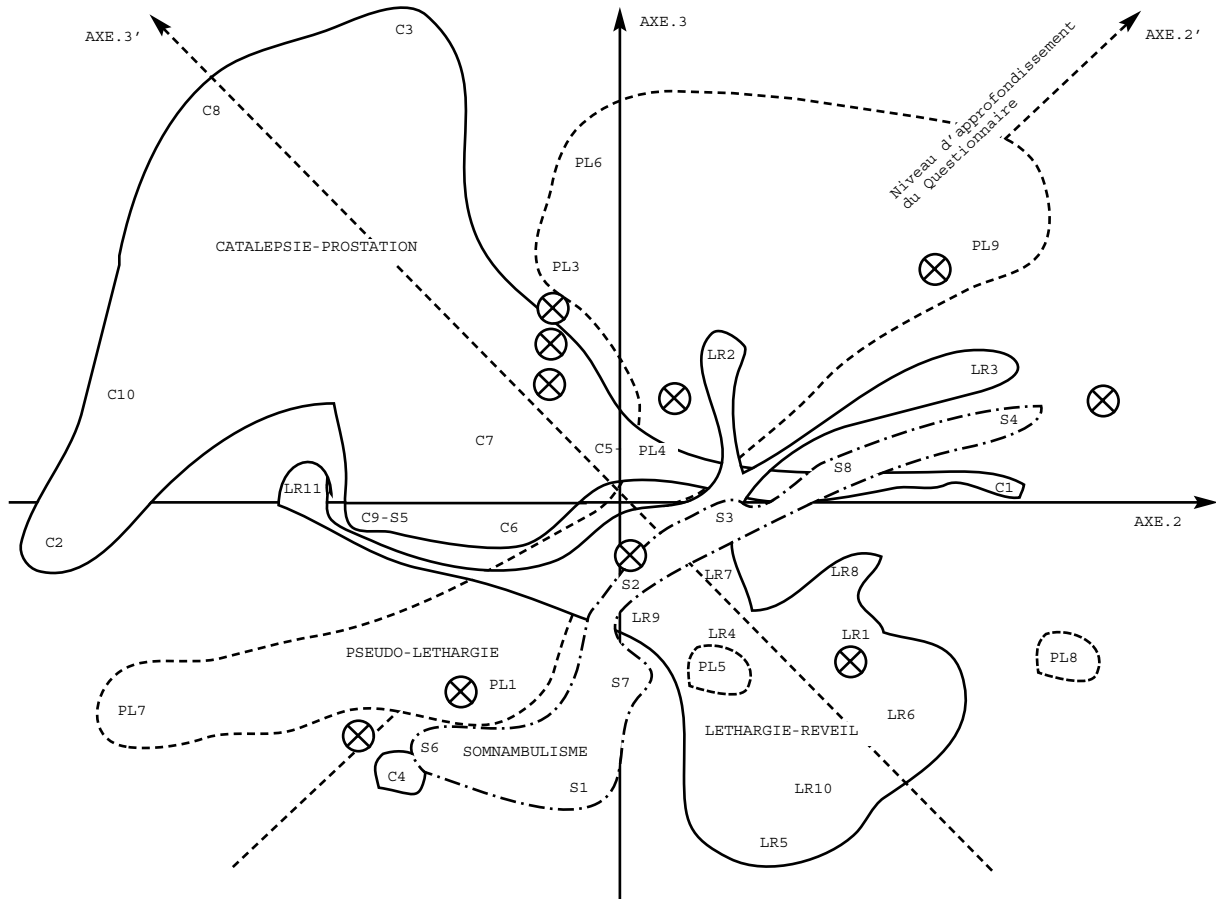 AXE.3'
C3
AXE.3
AXE.2'
Niveau d'approfondissement
du Questionnaire
C8
PL6
CATALEPSIE-PROSTATION
PL9
PL3
LR2
LR3
C10
S4
C7
C5-
PL4
S8
LR11
C1
C9-S5
C6
S3
AXE.2
C2
LR7
LR8
S2
LR9
LR4
LR1
PSEUDO-LETHARGIE
PL5
PL8
PL1
S7
PL7
LR6
LETHARGIE-REVEIL
S6
SOMNAMBULISME
C4
S1
LR10
LR5